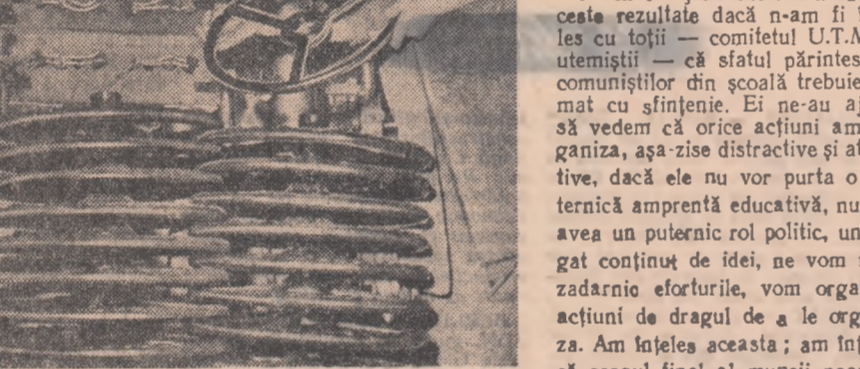 ceste rezultate dacă n-am fi
les cu toții — comitetul U.T.M
utemiștii — că sfatul părintes
comuniștilor din școală trebuie
mat cu sfințenie. Ei ne-au a
să vedem că orice acțiuni am
ganiza, așa-zise distractive și at
tive, dacă ele nu vor purta o
ternică amprentă educativă, nu
avea un puternic rol politic, un
gat conținut de idei, ne vom
zadarnic eforturile, vom orga
acțiuni de dragul de a le org
za. Am înțeles aceasta ; am înț